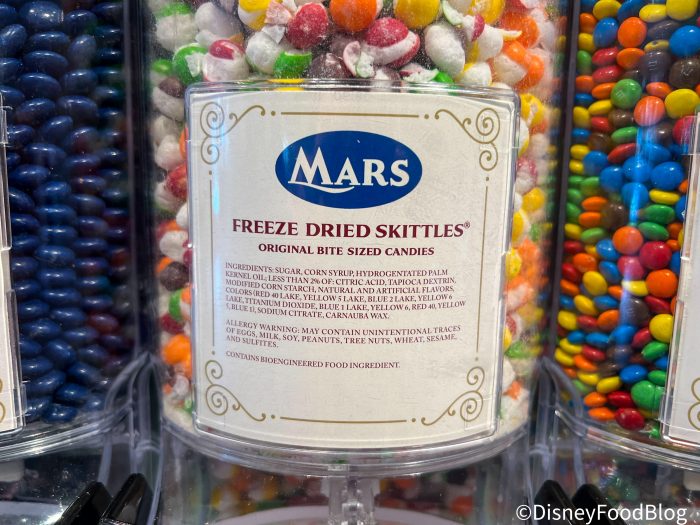 MARS
FREEZE DRIED SKITTLES®
ORIGINAL BITE SIZED CANDIES
INGREDIENTS: SUGAR, CORN SYRUP, HYDROGENTATED PALM
KERNEL OIL; LESS THAN 2% OF: CITRIC ACID, TAPIOCA DEXTRIN,
MODIFIED CORN STARCH, NATURAL AND ARTIFICIAL FLAVORS,
COLORS (RED 40 LAKE, YELLOW 5 LAKE, BLUE 2 LAKE, YELLOW 6
LAKE, TITANIUM DIOXIDE, BLUE 1 LAKE, YELLOW 6, RED 40, YELLOW
5, BLUE 1), SODIUM CITRATE, CARNAUBA WAX.
ALLERGY WARNING: MAY CONTAIN UNINTENTIONAL TRACES
OF EGGS, MILK, SOY, PEANUTS, TREE NUTS, WHEAT, SESAME,
AND SULFITES.
CONTAINS BIOENGINEERED FOOD INGREDIENT.
©DisneyFoodBlog